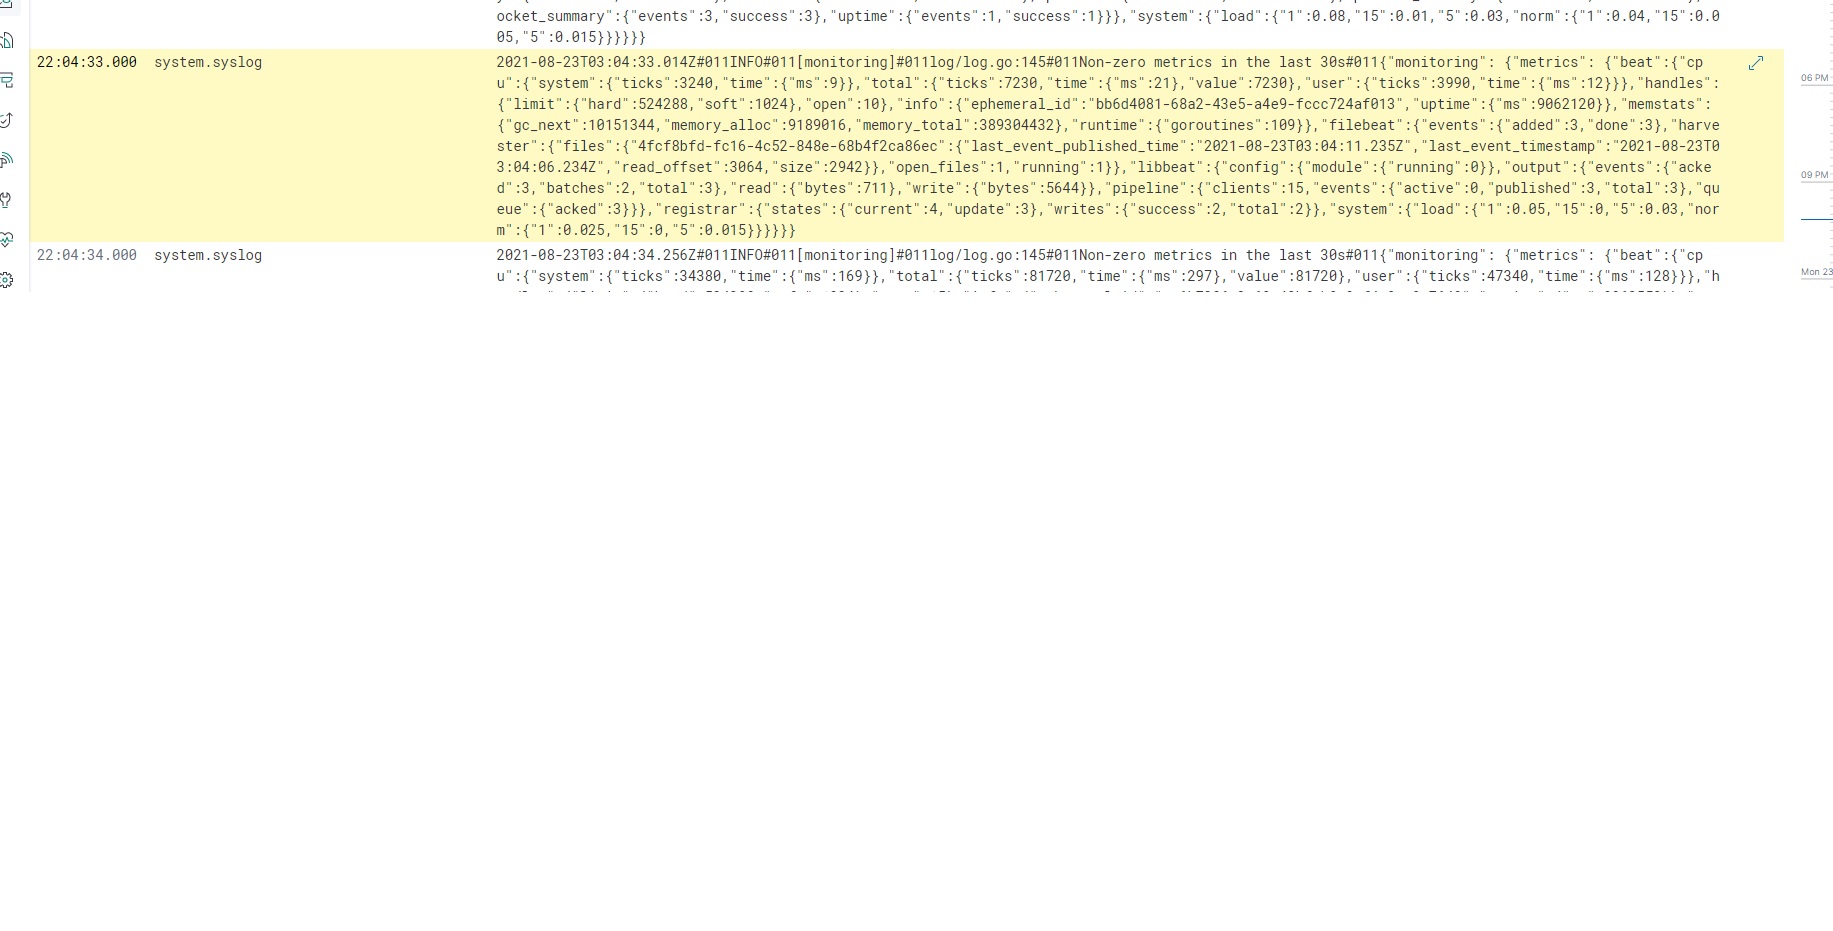 ocket_summary":{"events":3,"success":3},"uptime":{"events":1,"success":1}}},"system":{"load":{"1":0.08,"15":0.01,"5":0.03,"norm":{"1":0.04,"15":0.0
05,"5":0.015}}}}}}
22:04:33.000 system.syslog 2021-08-23T03:04:33.014Z#011INFO#011[monitoring]#011log/log.go:145#011Non-zero metrics in the last 30s#011{"monitoring": {"metrics": {"beat":{"cp
u":{"system":{"ticks":3240,"time":{"ms":9}},"total":{"ticks":7230,"time":{"ms":21},"value":7230},"user":{"ticks":3990,"time":{"ms":12}}},"handles":
{"limit":{"hard":524288,"soft":1024},"open":10},"info":{"ephemeral_id":"bb6d4081-68a2-43e5-a4e9-fccc724af013","uptime":{"ms":9062120}},"memstats":
{"gc_next":10151344,"memory_alloc":9189016,"memory_total":389304432},"runtime":{"goroutines":109}},"filebeat":{"events":{"added":3,"done":3},"harve
ster":{"files":{"4fcf8bfd-fc16-4c52-848e-68b4f2ca86ec":{"last_event_published_time":"2021-08-23T03:04:11.235Z","last_event_timestamp":"2021-08-23T0
3:04:06.234Z","read_offset":3064,"size":2942}},"open_files":1,"running":1}},"libbeat":{"config":{"module":{"running":0}},"output":{"events":{"acke
d":3,"batches":2,"total":3},"read":{"bytes":711},"write":{"bytes":5644}},"pipeline":{"clients":15,"events":{"active":0,"published":3,"total":3},"qu
eue":{"acked":3}}},"registrar":{"states":{"current":4,"update":3},"writes":{"success":2,"total":2}},"system":{"load":{"1":0.05,"15":0,"5":0.03,"nor
m":{"1":0.025,"15":0,"5":0.015}}}}}}
22:04:34.000 system.syslog 2021-08-23T03:04:34.256Z#011INFO#011[monitoring]#011log/log.go:145#011Non-zero metrics in the last 30s#011{"monitoring": {"metrics": {"beat":{"cp
u":{"system":{"ticks":34380,"time":{"ms":169}},"total":{"ticks":81720,"time":{"ms":297},"value":81720},"user":{"ticks":47340,"time":{"ms":128}}},"h
06 PM
09 PM
Mon 23